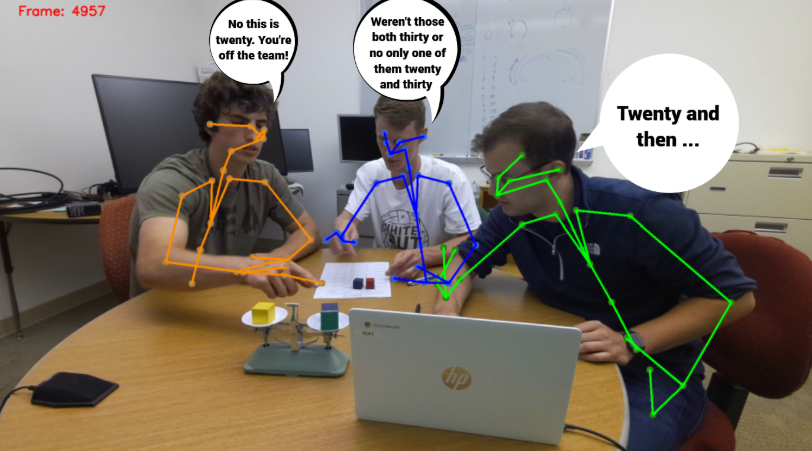 Frame: 4957
No this is
twenty. You're
off the team!
Weren't those
both thirty or
no only one of
them twenty
and thirty
Twenty and
then ...
hp